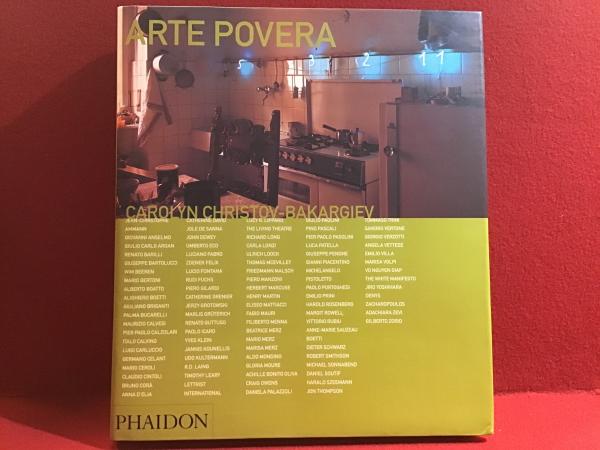 ARTE POVERA
5 3 2 1 1
CAROLYN CHRISTOV-BAKARGIEV
JEAN-CHRISTOPHE
AMMANN
GIOVANNI ANSELMO
GIULIO CARLO ARGAN
RENATO BARILLI
GIUSEPPE BARTOLUCCI
WIM BEEREN
MARIO BERTONI
ALBERTO BOATTO
ALIGHIERO BOETTI
GIULIANO BRIGANTI
PALMA BUCARELLI
MAURIZIO CALVESI
PIER PAOLO CALZOLARI
ITALO CALVINO
LUIGI CARLUCCIO
GERMANO CELANT
MARIO CEROLI
CLAUDIO CINTOLI
BRUNO CORÀ
ANNA D'ELIA
CATHERINE DAVID
JOLE DE SANNA
JOHN DEWEY
UMBERTO ECO
LUCIANO FABRO
ZDENEK FELIX
LUCIO FONTANA
RUDI FUCHS
PIERO GILARDI
CATHERINE GRENIER
JERZY GROTOWSKI
MARLIS GRÜTERICH
RENATO GUTTUSO
PAOLO ICARO
YVES KLEIN
JANNIS KOUNELLIS
UDO KULTERMANN
R.D. LAING
TIMOTHY LEARY
LETTRIST
INTERNATIONAL
LUCY R. LIPPARD
THE LIVING THEATRE
RICHARD LONG
CARLA LONZI
ULRICH LOOCK
THOMAS MCEVILLEY
FRIEDMANN MALSCH
HERBERT MARCUSE
HENRY MARTIN
ELISEO MATTIACCI
FABIO MAURI
FILIBERTO MENNA
BEATRICE MERZ
MARIO MERZ
MARISA MERZ
ALDO MONDINO
GLORIA MOURE
ACHILLE BONITO OLIVA
CRAIG OWENS
DANIELA PALAZZOLI
GIULIO PAOLINI
PINO PASCALI
PIER PAOLO PASOLINI
LUCA PATELLA
GIUSEPPE PENONE
GIANNI PIACENTINO
MICHELANGELO
PISTOLETTO
PAOLO PORTOGHESI
EMILIO PRINI
HAROLD ROSENBERG
MARGIT ROWELL
VITTORIO RUBIU
ANNE-MARIE SAUZEAU
BOETTI
DIETER SCHWARZ
ROBERT SMITHSON
MICHAEL SONNABEND
DANIEL SOUTIF
HARALD SZEEMANN
JON THOMPSON
TOMMASO TRINI
SANDRO VERTONE
GIORGIO VERZOTTI
ANGELA VETTESE
EMILIO VILLA
MARISA VOLPI
VO NGUYEN GIAP
THE WHITE MANIFESTO
JIRO YOSHIHARA
DENYS
ZACHAROPOULOS
ADACHIARA ZEVI
GILBERTO ZORIO
PHAIDON